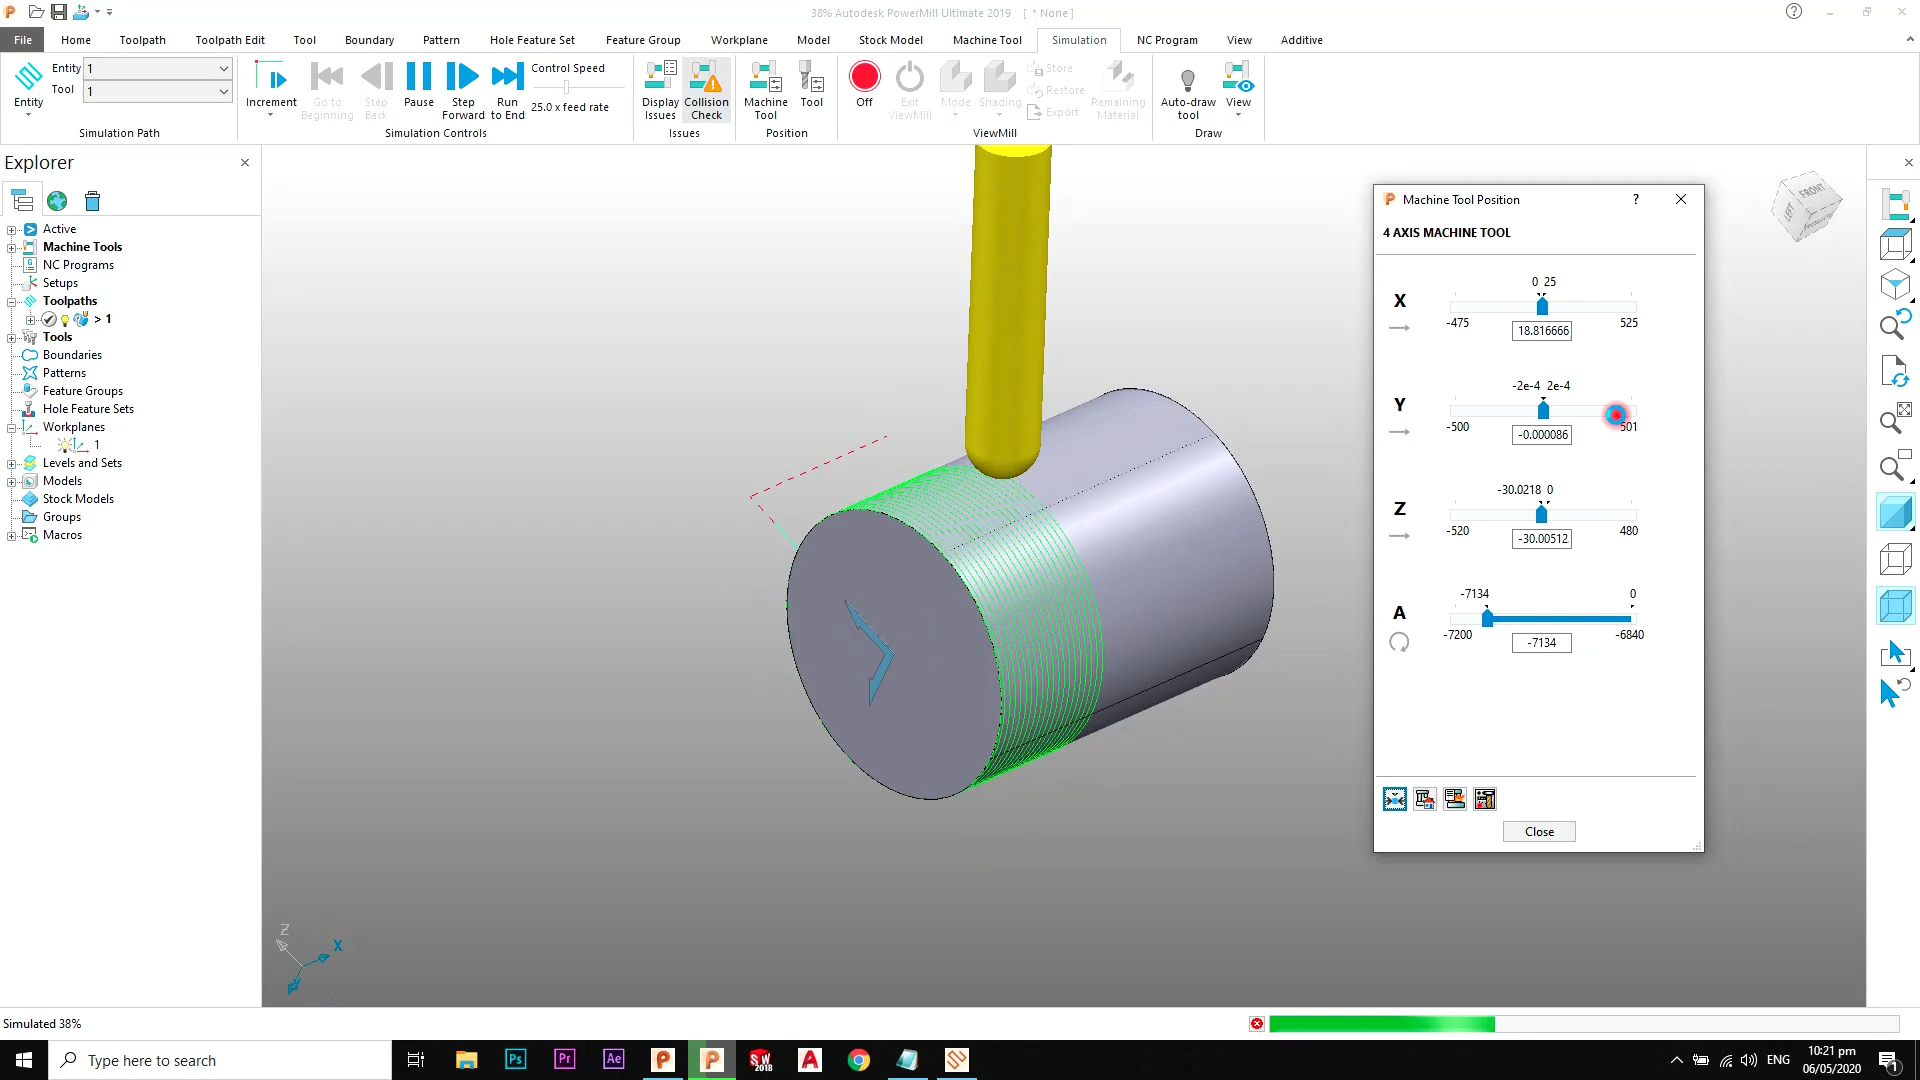 38% Autodesk PowerMill Ultimate 2019 [ * None ]
File Home Toolpath Toolpath Edit Tool Boundary Pattern Hole Feature Set Feature Group Workplane Model Stock Model Machine Tool Simulation NC Program View Additive
Entity
Entity 1
Tool 1
Simulation Path
Increment
Go to Beginning
Step Back
Pause
Step Forward
Run to End
Control Speed
25.0 x feed rate
Simulation Controls
Display Issues
Collision Check
Issues
Machine Tool
Tool
Position
Off
Exit ViewMill
Mode
Shading
Store
Restore
Export
Remaining Material
ViewMill
Auto-draw tool
View
Draw
Explorer
Active
Machine Tools
NC Programs
Setups
Toolpaths
> 1
Tools
Boundaries
Patterns
Feature Groups
Hole Feature Sets
Workplanes
1
Levels and Sets
Models
Stock Models
Groups
Macros
FRONT
LEFT
Machine Tool Position ?
4 AXIS MACHINE TOOL
0 25
X
-475 525
18.816666
-2e-4 2e-4
Y
-500 501
-0.000086
-30.0218 0
Z
-520 480
-30.00512
-7134 0
A
-7200 -6840
-7134
Close
Z
X
Y
Simulated 38%
Type here to search
Ps
Pr
Ae
SW
2018
ENG
10:21 pm
06/05/2020
1